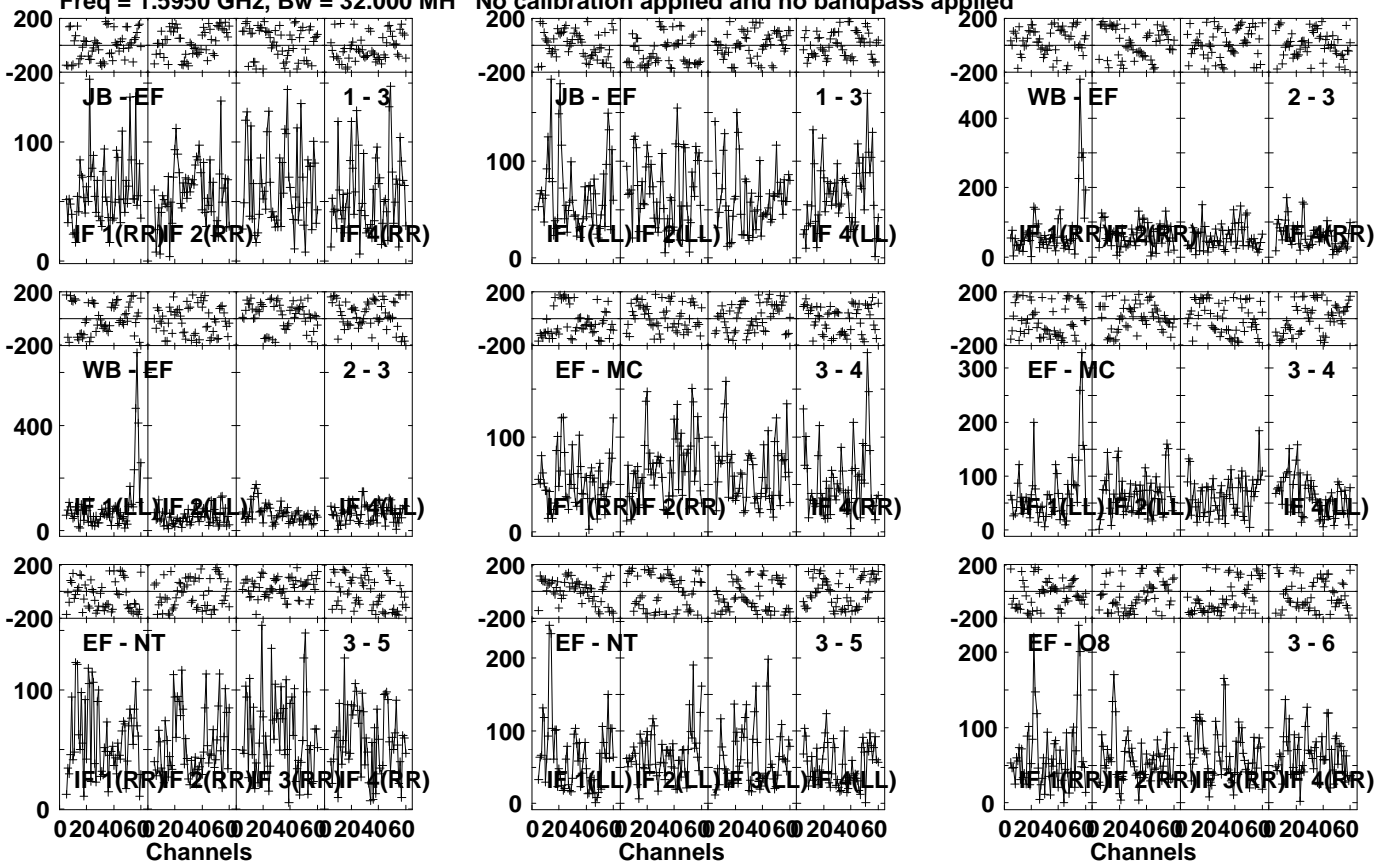 Freq = 1.5950 GHz, Bw = 32.000 MH No calibration applied and no bandpass applied
200
-200
JB - EF 1 - 3
100
IF 1(RR) IF 2(RR) IF 4(RR)
0
JB - EF 1 - 3
100
IF 1(LL) IF 2(LL) IF 4(LL)
0
200
-200
WB - EF 2 - 3
400
200
IF 1(RR) IF 2(RR) IF 4(RR)
0
200
-200
WB - EF 2 - 3
400
IF 1(LL) IF 2(LL) IF 4(LL)
0
200
-200
EF - MC 3 - 4
100
IF 1(RR) IF 2(RR) IF 4(RR)
0
200
-200
EF - MC 3 - 4
300
200
100
IF 1(LL) IF 2(LL) IF 4(LL)
0
200
-200
EF - NT 3 - 5
100
IF 1(RR) IF 2(RR) IF 3(RR) IF 4(RR)
0
0 20 40 60 0 20 40 60 0 20 40 60 0 20 40 60
Channels
200
-200
EF - NT 3 - 5
200
100
IF 1(LL) IF 2(LL) IF 3(LL) IF 4(LL)
0
0 20 40 60 0 20 40 60 0 20 40 60 0 20 40 60
Channels
200
-200
EF - O8 3 - 6
200
100
IF 1(RR) IF 2(RR) IF 3(RR) IF 4(RR)
0
0 20 40 60 0 20 40 60 0 20 40 60 0 20 40 60
Channels